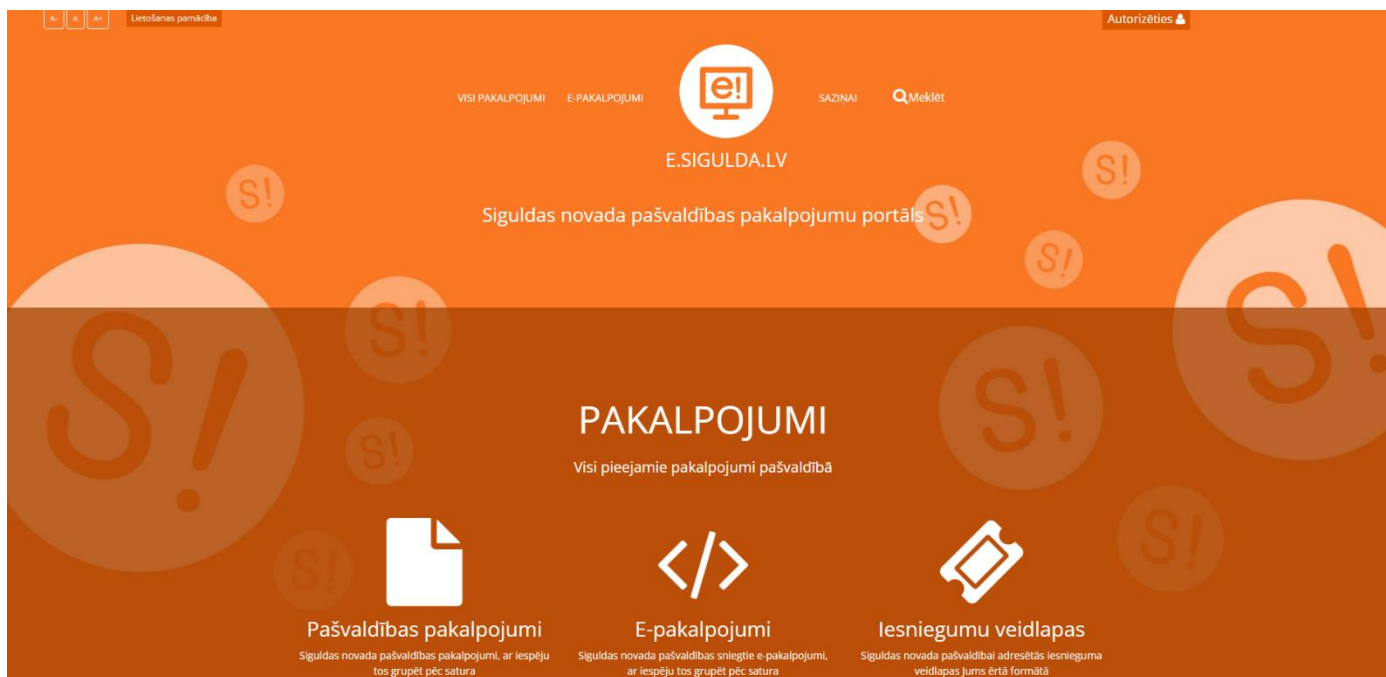 A- A A+ Lietošanas pamācība Autorizēties
VISI PAKALPOJUMI E-PAKALPOJUMI e! SAZIŅAI Meklēt
E.SIGULDA.LV
S! S!
Siguldas novada pašvaldības pakalpojumu portāls S!
S!
S! S!
S!
S!
S!
PAKALPOJUMI
S!
Visi pieejamie pakalpojumi pašvaldībā
S!
S!
Pašvaldības pakalpojumi
Siguldas novada pašvaldības pakalpojumi, ar iespēju
tos grupēt pēc satura
</>
E-pakalpojumi
Siguldas novada pašvaldības sniegtie e-pakalpojumi,
ar iespēju tos grupēt pēc satura
Iesniegumu veidlapas
Siguldas novada pašvaldībai adresētās iesnieguma
veidlapas Jums ērtā formātā